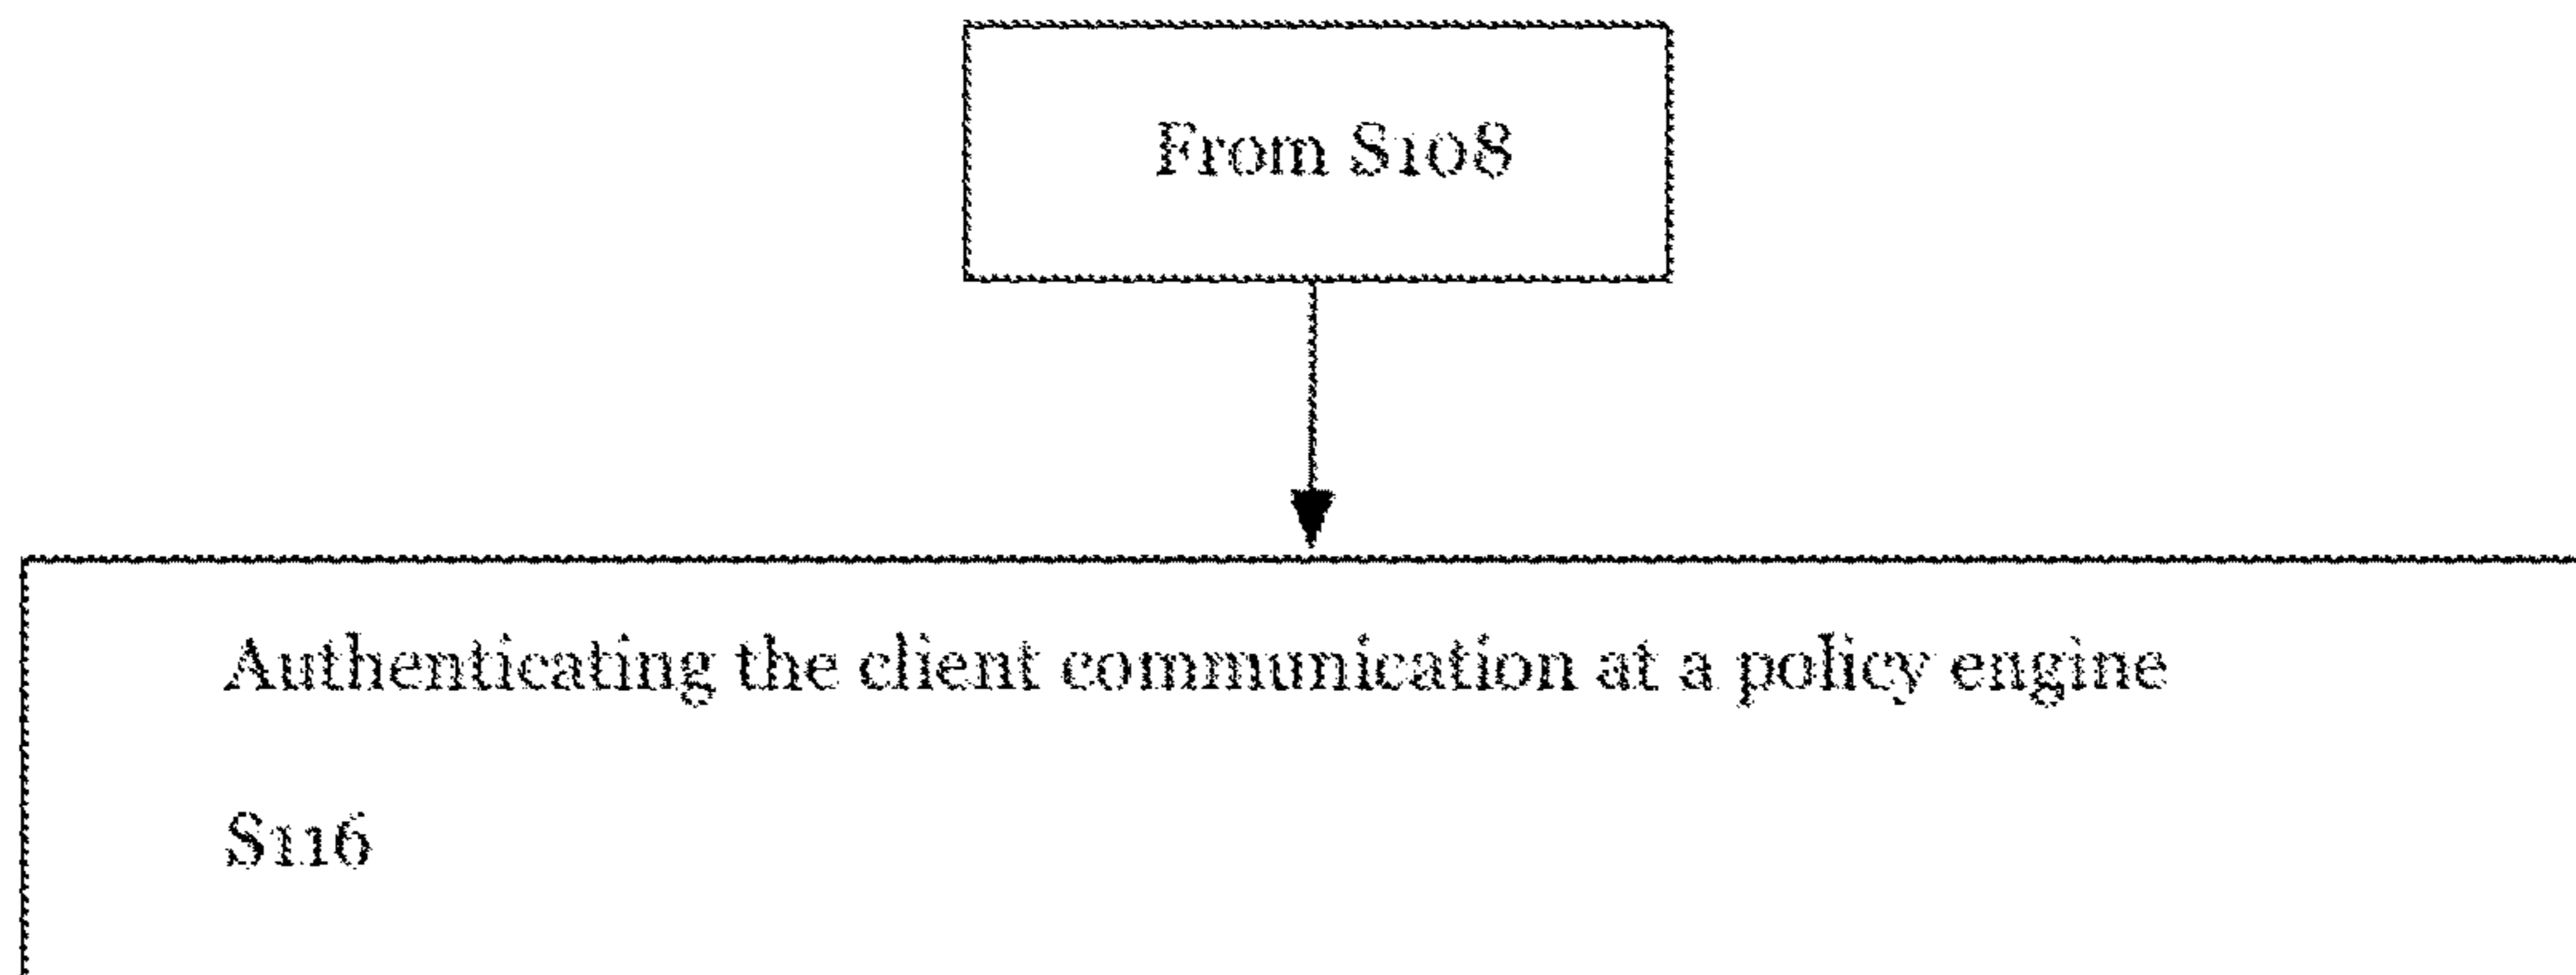 From S108
Authenticating the client communication at a policy engine
S116